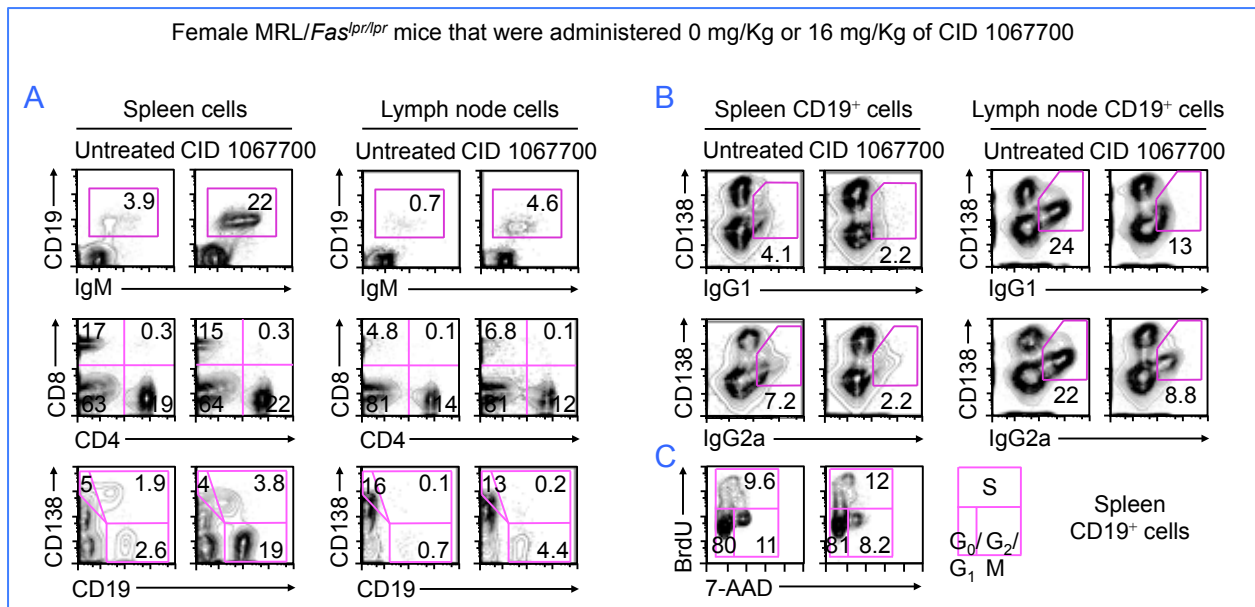 Female MRL/Fas^lpr/lpr mice that were administered 0 mg/Kg or 16 mg/Kg of CID 1067700
A
Spleen cells
Lymph node cells
Untreated CID 1067700
Untreated CID 1067700
CD19
3.9
22
0.7
4.6
IgM
IgM
CD8
17
0.3
63
19
15
0.3
64
22
CD8
4.8
0.1
81
14
6.8
0.1
81
12
CD4
CD4
CD138
5
1.9
2.6
4
3.8
19
CD138
16
0.1
0.7
13
0.2
4.4
CD19
CD19
CD19
B
Spleen CD19+ cells
Lymph node CD19+ cells
Untreated CID 1067700
Untreated CID 1067700
CD138
4.1
2.2
CD138
24
13
IgG1
IgG1
CD138
7.2
2.2
CD138
22
8.8
IgG2a
IgG2a
C
BrdU
9.6
80
11
12
81
8.2
7-AAD
S
G0/ G2/
G1 M
Spleen
CD19+ cells